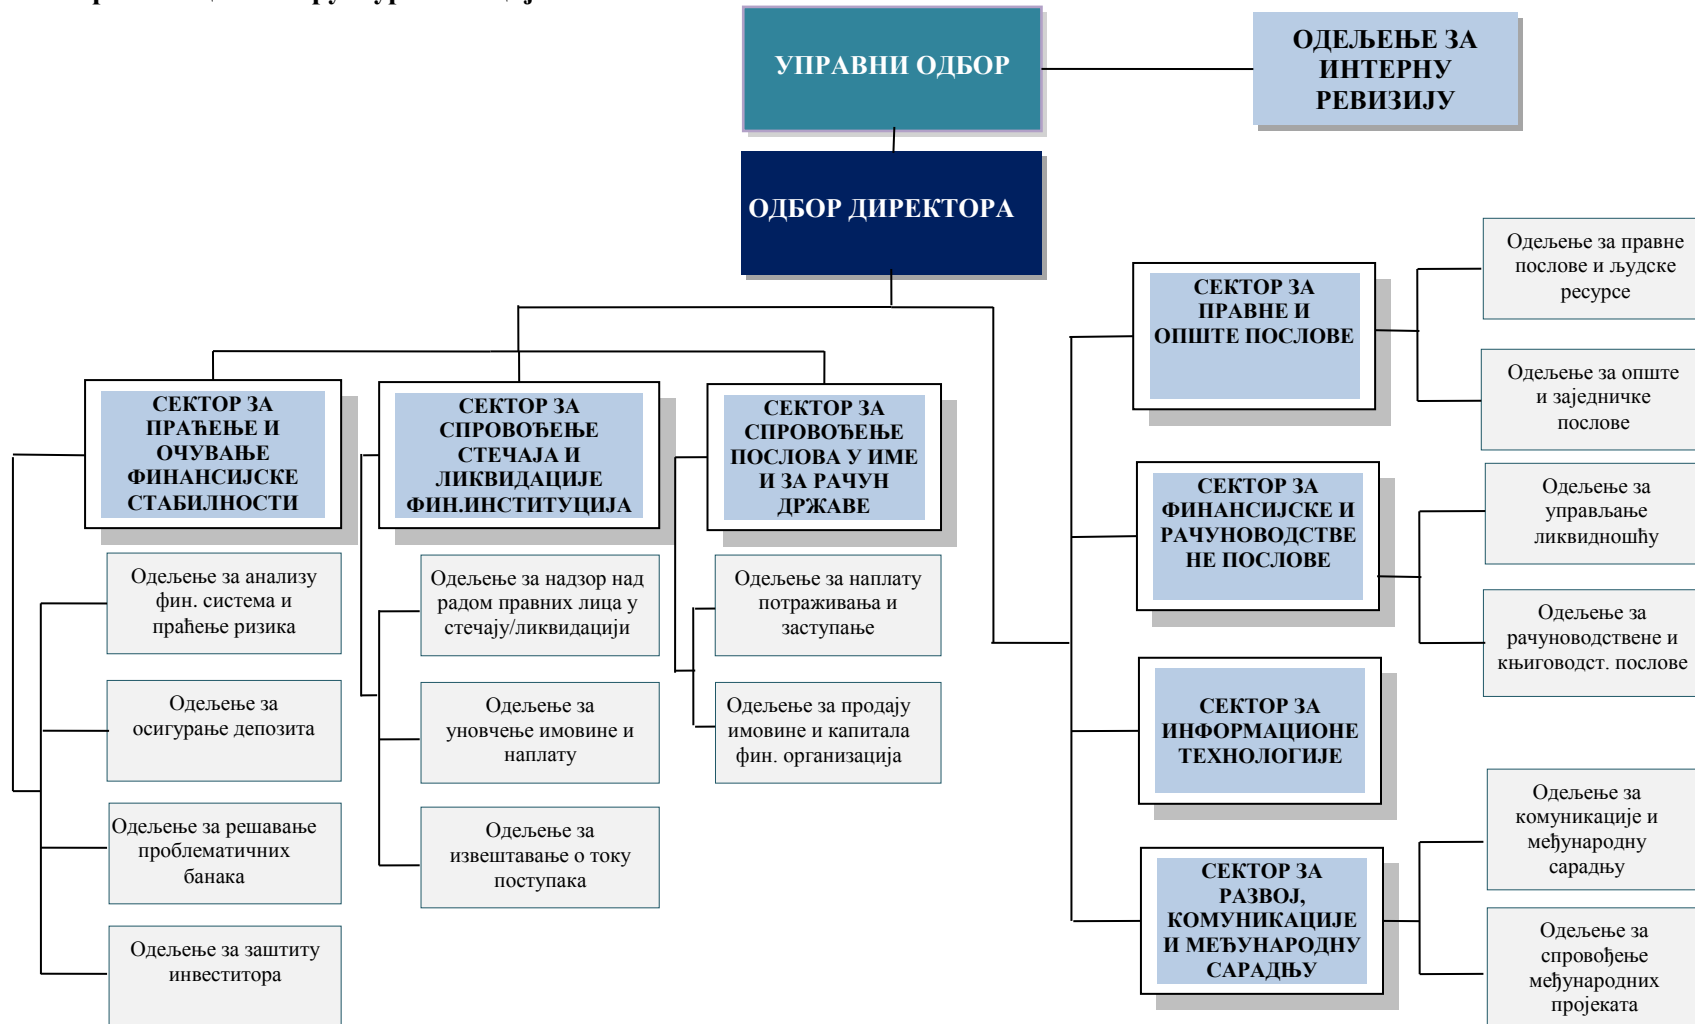 УПРАВНИ ОДБОР
ОДЕЉЕЊЕ ЗА
ИНТЕРНУ
РЕВИЗИЈУ
ОДБОР ДИРЕКТОРА
СЕКТОР ЗА
ПРАЋЕЊЕ И
ОЧУВАЊЕ
ФИНАНСИЈСКЕ
СТАБИЛНОСТИ
Одељење за анализу
фин. система и
праћење ризика
Одељење за
осигурање депозита
Одељење за решавање
проблематичних
банака
Одељење за заштиту
инвеститора
СЕКТОР ЗА
СПРОВОЂЕЊЕ
СТЕЧАЈА И
ЛИКВИДАЦИЈЕ
ФИН.ИНСТИТУЦИЈА
Одељење за надзор над
радом правних лица у
стечају/ликвидацији
Одељење за
уновчење имовине и
наплату
Одељење за
извештавање о току
поступака
СЕКТОР ЗА
СПРОВОЂЕЊЕ
ПОСЛОВА У ИМЕ
И ЗА РАЧУН
ДРЖАВЕ
Одељење за наплату
потраживања и
заступање
Одељење за продају
имовине и капитала
фин. организација
СЕКТОР ЗА
ПРАВНЕ И
ОПШТЕ ПОСЛОВЕ
Одељење за правне
послове и људске
ресурсе
Одељење за опште
и заједничке
послове
СЕКТОР ЗА
ФИНАНСИЈСКЕ И
РАЧУНОВОДСТВЕ
НЕ ПОСЛОВЕ
Одељење за
управљање
ликвидношћу
Одељење за
рачуноводствене и
књиговодст. послове
СЕКТОР ЗА
ИНФОРМАЦИОНЕ
ТЕХНОЛОГИЈЕ
СЕКТОР ЗА
РАЗВОЈ,
КОМУНИКАЦИЈЕ
И МЕЂУНАРОДНУ
САРАДЊУ
Одељење за
комуникације и
међународну
сарадњу
Одељење за
спровођење
међународних
пројеката